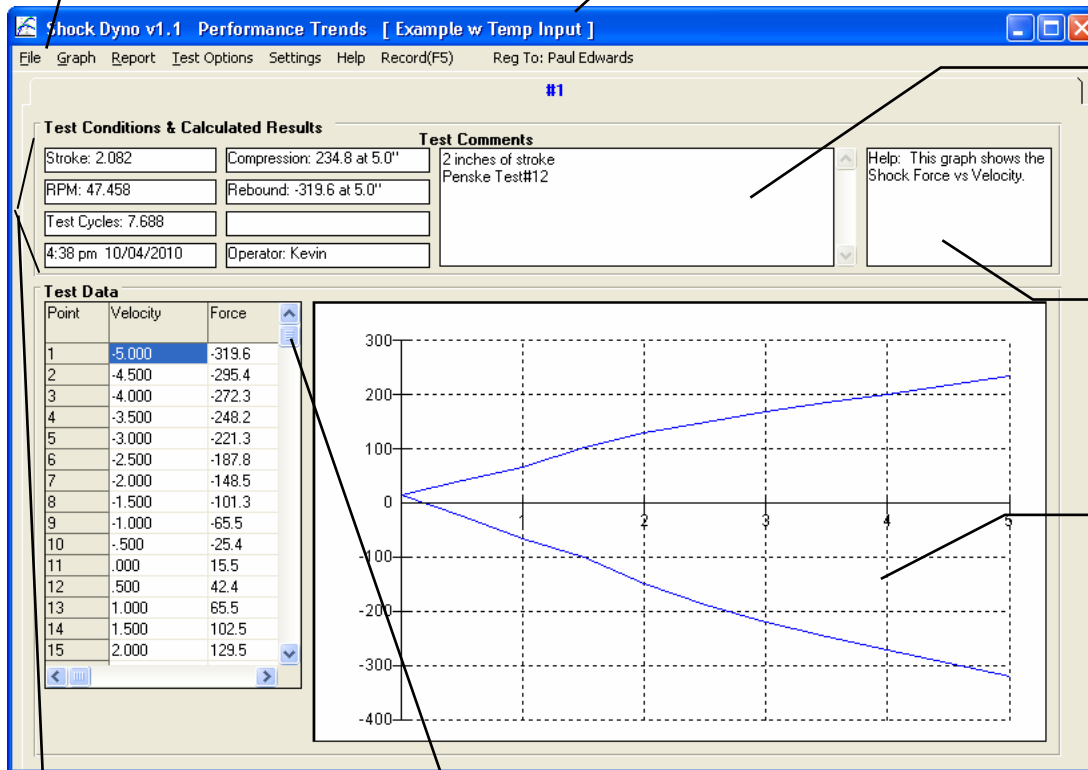 Shock Dyno v1.1 Performance Trends [ Example w Temp Input ]
File Graph Report Test Options Settings Help Record(F5) Reg To: Paul Edwards
#1
Test Conditions & Calculated Results
Test Comments
Stroke: 2.082
Compression: 234.8 at 5.0"
RPM: 47.458
Rebound: -319.6 at 5.0"
Test Cycles: 7.688
4:38 pm 10/04/2010
Operator: Kevin
2 inches of stroke
Penske Test#12
Help: This graph shows the
Shock Force vs Velocity.
Test Data
Point Velocity Force
1 -5.000 -319.6
2 -4.500 -295.4
3 -4.000 -272.3
4 -3.500 -248.2
5 -3.000 -221.3
6 -2.500 -187.8
7 -2.000 -148.5
8 -1.500 -101.3
9 -1.000 -65.5
10 -.500 -25.4
11 .000 15.5
12 .500 42.4
13 1.000 65.5
14 1.500 102.5
15 2.000 129.5
300
200
100
0
-100
-200
-300
-400
1 2 3 4 5